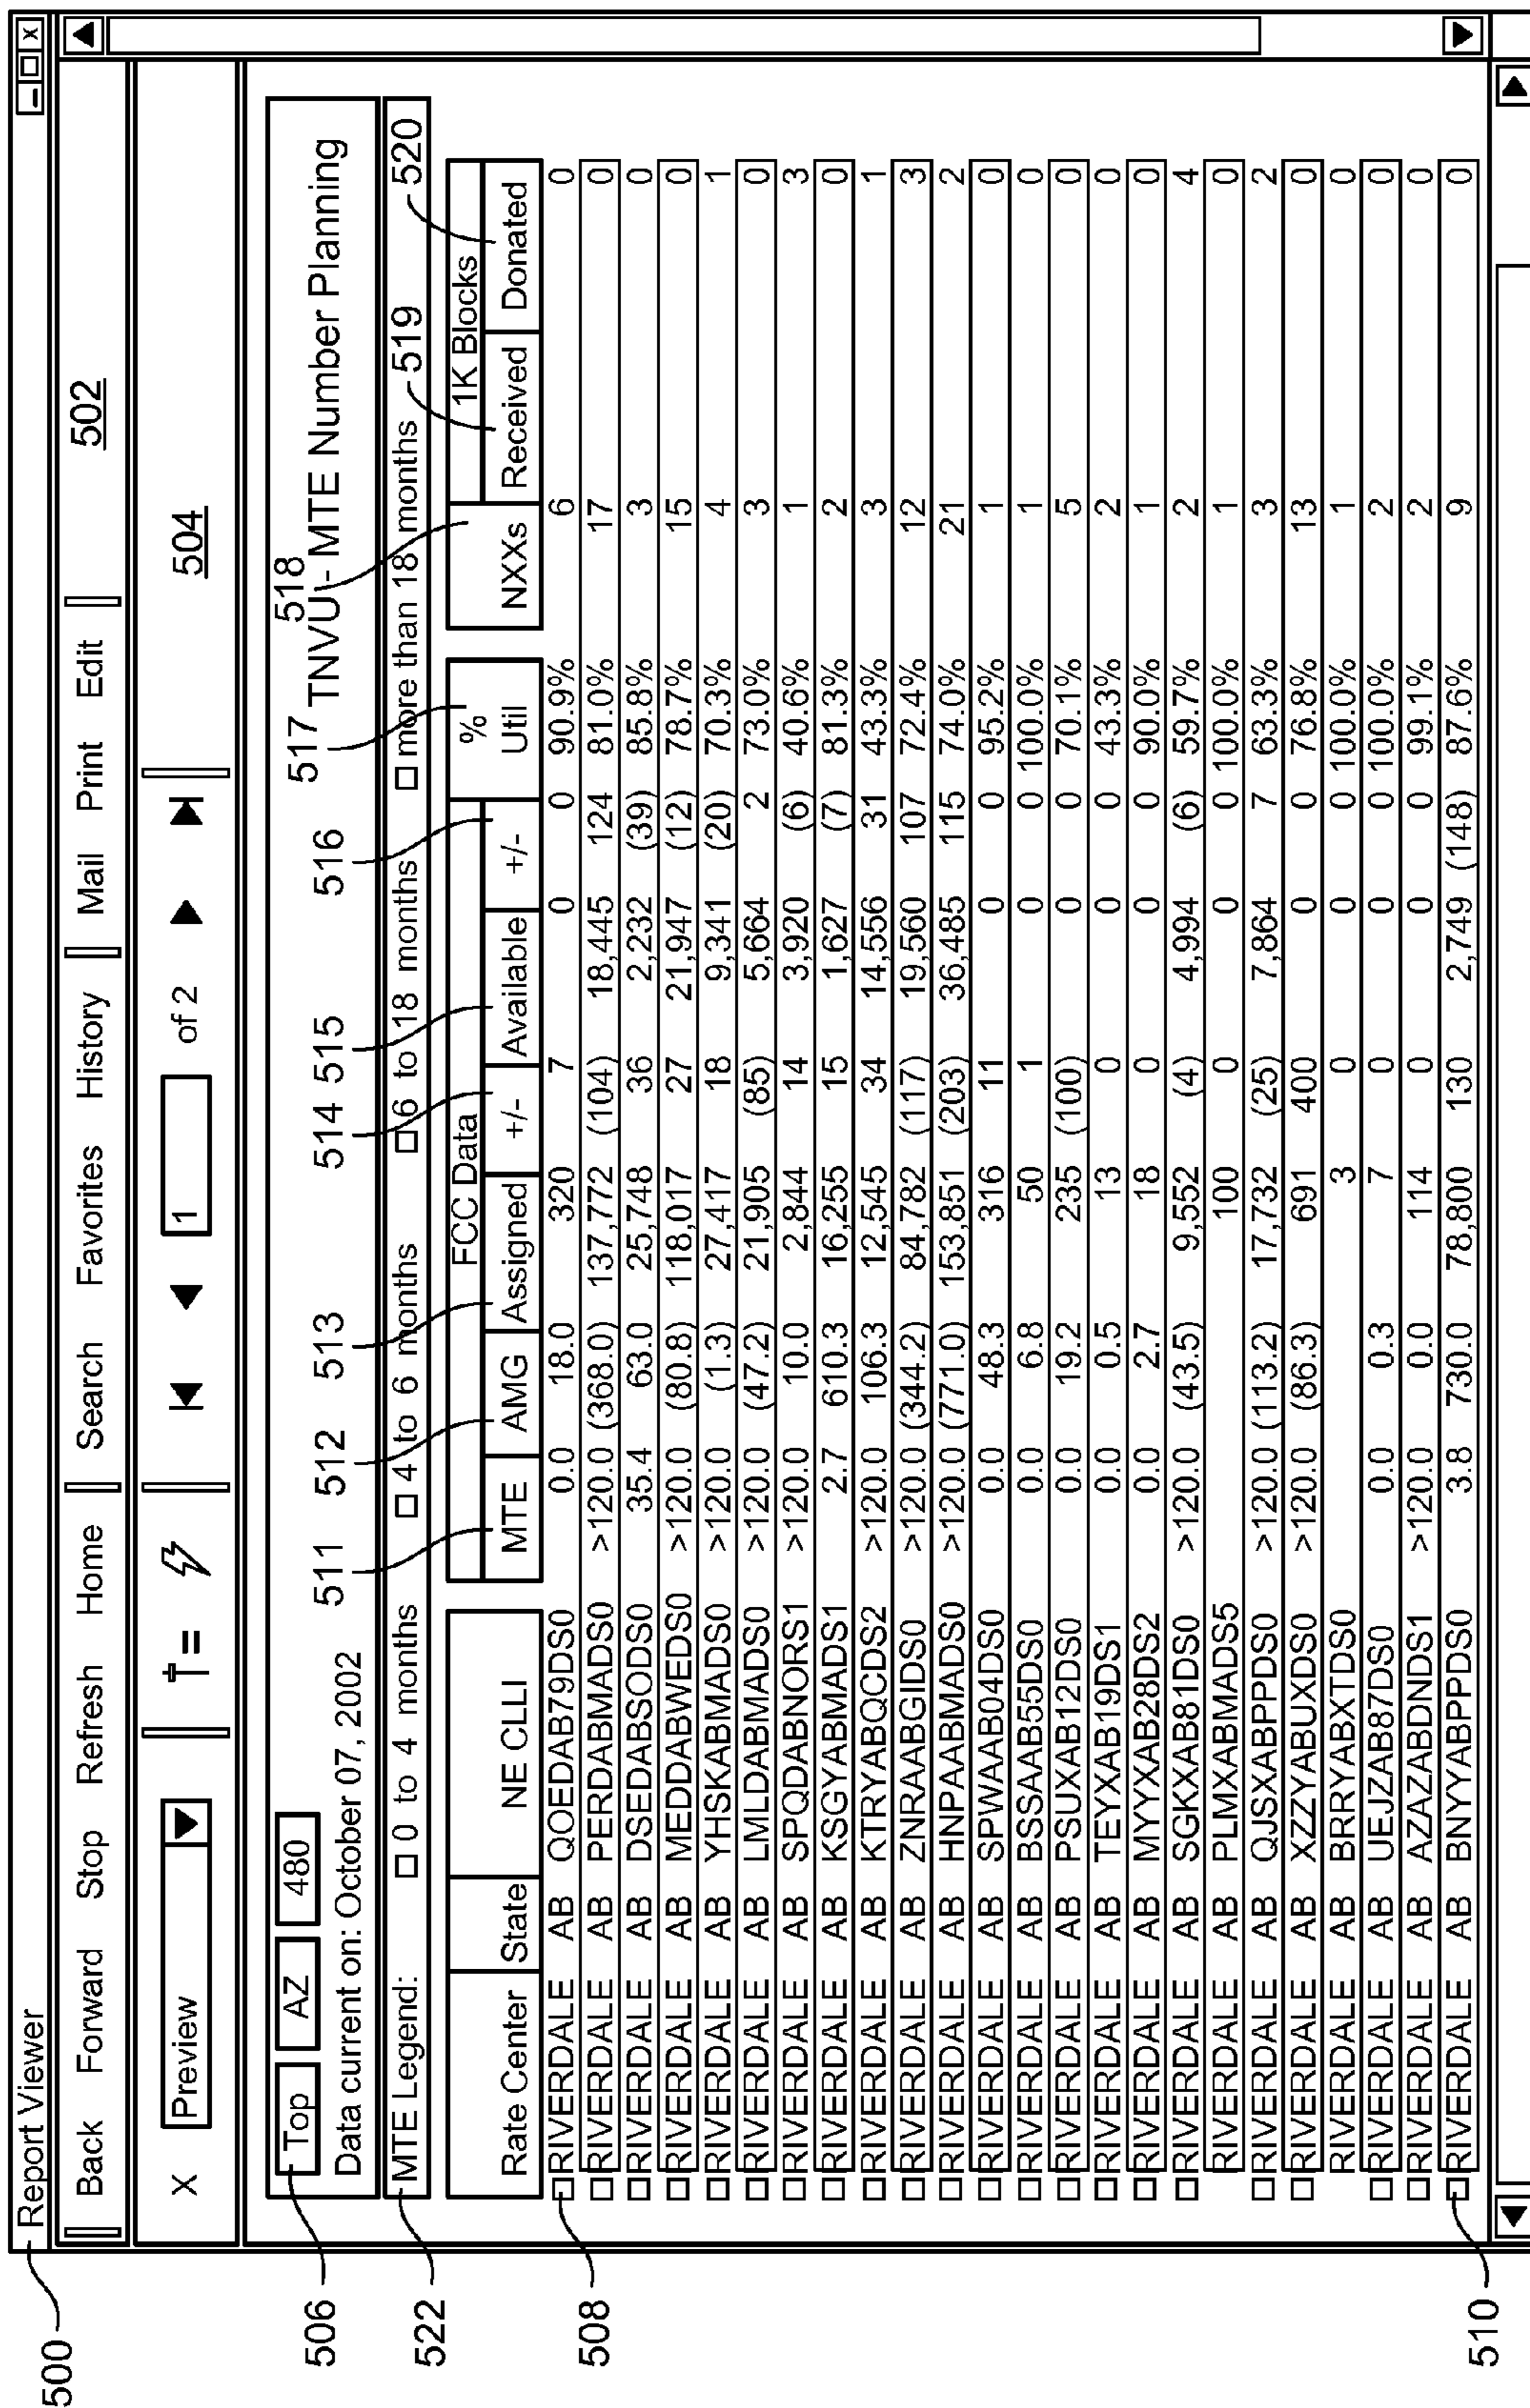 500
Report Viewer
Back Forward Stop Refresh Home Search Favorites History Mail Print Edit 502
X Preview T= 1 of 2 504
506 Top AZ 480 517 518 TNVU - MTE Number Planning
Data current on: October 07, 2002 511 512 513 514 515 516
522 MTE Legend: 0 to 4 months 4 to 6 months 6 to 18 months more than 18 months 519 520
FCC Data % 1K Blocks
Rate Center State NE CLLI MTE AMG Assigned +/- Available +/- Util NXXs Received Donated
508 RIVERDALE AB QOEDAB79DS0 0.0 18.0 320 7 0 0 90.9% 6 0
RIVERDALE AB PERDABMADS0 >120.0 (368.0) 137,772 (104) 18,445 124 81.0% 17 0
RIVERDALE AB DSEDABSODS0 35.4 63.0 25,748 36 2,232 (39) 85.8% 3 0
RIVERDALE AB MEDDABWEDS0 >120.0 (80.8) 118,017 27 21,947 (12) 78.7% 15 0
RIVERDALE AB YHSKABMADS0 >120.0 (1.3) 27,417 18 9,341 (20) 70.3% 4 1
RIVERDALE AB LMLDABMADS0 >120.0 (47.2) 21,905 (85) 5,664 2 73.0% 3 0
RIVERDALE AB SPQDABNORS1 >120.0 10.0 2,844 14 3,920 (6) 40.6% 1 3
RIVERDALE AB KSGYABMADS1 2.7 610.3 16,255 15 1,627 (7) 81.3% 2 0
RIVERDALE AB KTRYABQCDS2 >120.0 106.3 12,545 34 14,556 31 43.3% 3 1
RIVERDALE AB ZNRAABGIDS0 >120.0 (344.2) 84,782 (117) 19,560 107 72.4% 12 3
RIVERDALE AB HNPAABMADS0 >120.0 (771.0) 153,851 (203) 36,485 115 74.0% 21 2
RIVERDALE AB SPWAAB04DS0 0.0 48.3 316 11 0 0 95.2% 1 0
RIVERDALE AB BSSAAB55DS0 0.0 6.8 50 1 0 0 100.0% 1 0
RIVERDALE AB PSUXAB12DS0 0.0 19.2 235 (100) 0 0 70.1% 5 0
RIVERDALE AB TEYXAB19DS1 0.0 0.5 13 0 0 0 43.3% 2 0
RIVERDALE AB MYYXAB28DS2 0.0 2.7 18 0 0 0 90.0% 1 0
RIVERDALE AB SGKXAB81DS0 >120.0 (43.5) 9,552 (4) 4,994 (6) 59.7% 2 4
RIVERDALE AB PLMXABMADS5 100 0 0 0 100.0% 1 0
RIVERDALE AB QJSXABPPDS0 >120.0 (113.2) 17,732 (25) 7,864 7 63.3% 3 2
RIVERDALE AB XZZYABUXDS0 >120.0 (86.3) 691 400 0 0 76.8% 13 0
RIVERDALE AB BRRYABXTDS0 3 0 0 0 100.0% 1 0
RIVERDALE AB UEJZAB87DS0 0.0 0.3 7 0 0 0 100.0% 2 0
RIVERDALE AB AZAZABDNDS1 >120.0 0.0 114 0 0 0 99.1% 2 0
510 RIVERDALE AB BNYYABPPDS0 3.8 730.0 78,800 130 2,749 (148) 87.6% 9 0